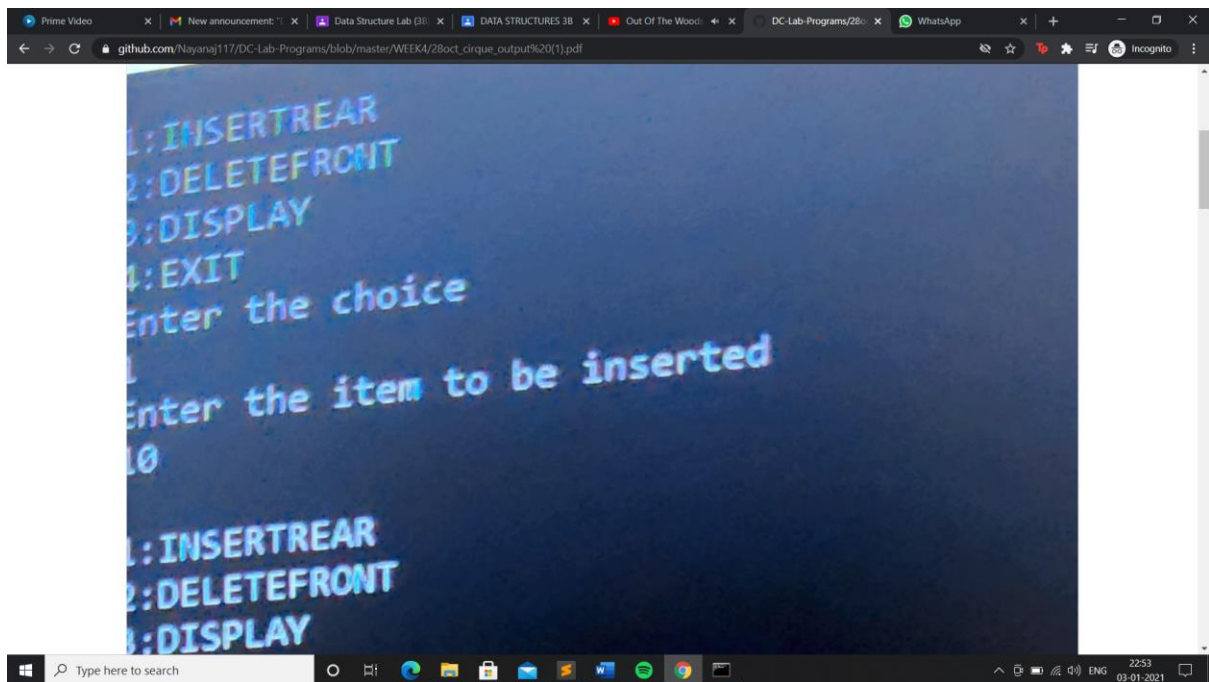 Prime Video
New announcement: "
Data Structure Lab (3B
DATA STRUCTURES 3B
Out Of The Woods
DC-Lab-Programs/28o
WhatsApp
github.com/Nayanaj117/DC-Lab-Programs/blob/master/WEEK4/28oct_cirque_output%20(1).pdf
Incognito
1:INSERTREAR
2:DELETEFRONT
3:DISPLAY
4:EXIT
Enter the choice
1
Enter the item to be inserted
10
1:INSERTREAR
2:DELETEFRONT
3:DISPLAY
Type here to search
ENG
22:53
03-01-2021